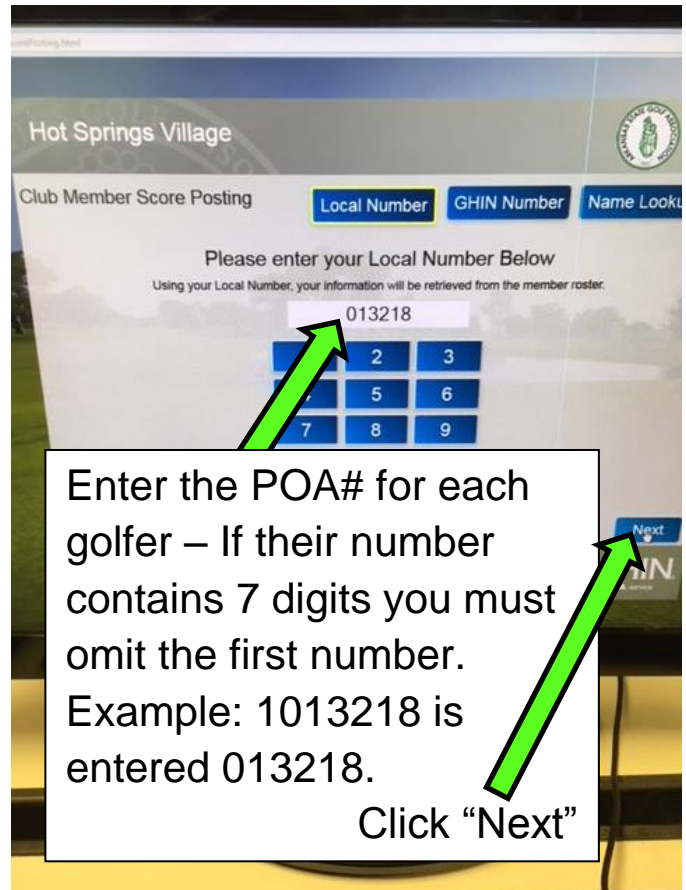 Hot Springs Village
Club Member Score Posting
Local Number
GHIN Number
Name Looku
Please enter your Local Number Below
Using your Local Number, your information will be retrieved from the member roster.
013218
2 3
5 6
7 8 9
Next
Enter the POA# for each
golfer – If their number
contains 7 digits you must
omit the first number.
Example: 1013218 is
entered 013218.
Click “Next”